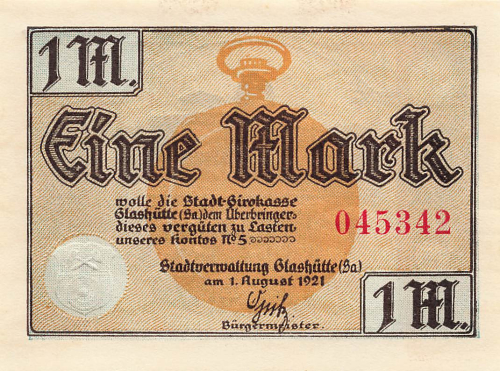 1 M.
Eine Mark
wolle die Stadt-Girokasse
Glashütte (Sa) dem Überbringer
dieses vergüten zu Lasten
unseres Kontos No 5
045342
Stadtverwaltung Glashütte (Sa)
am 1. August 1921
Bürgermeister.
1 M.